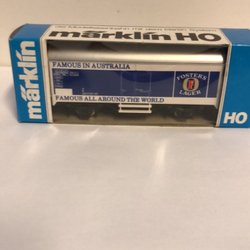 märklin HO
FAMOUS IN AUSTRALIA
FOSTER'S
LAGER
FAMOUS ALL AROUND THE WORLD
märklin
HO